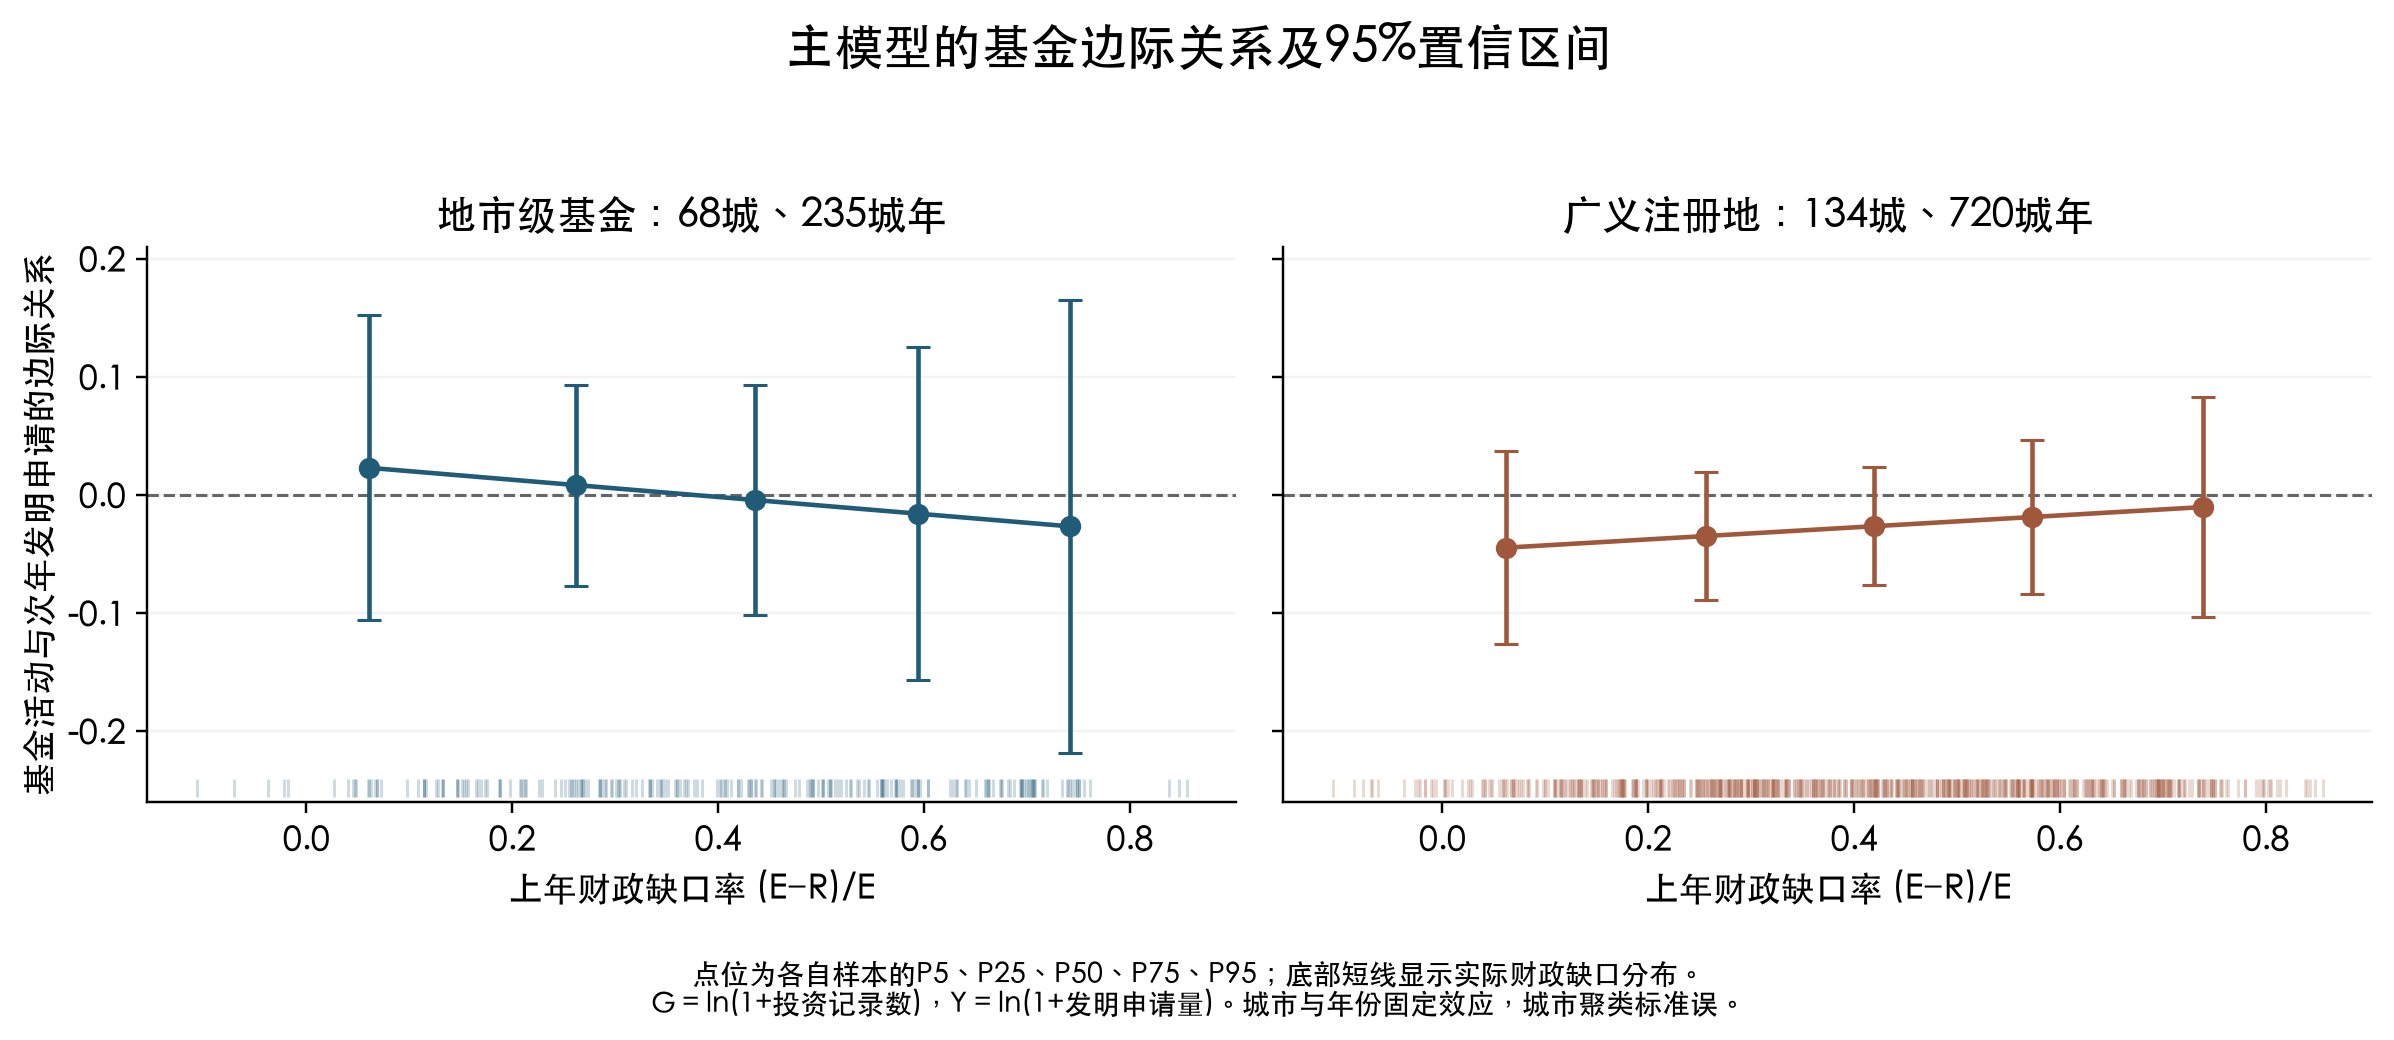 主模型的基金边际关系及95%置信区间
地市级基金：68城、235城年
广义注册地：134城、720城年
基金活动与次年发明申请的边际关系
0.2
0.1
0.0
-0.1
-0.2
0.0 0.2 0.4 0.6 0.8
0.0 0.2 0.4 0.6 0.8
上年财政缺口率 (E−R)/E
上年财政缺口率 (E−R)/E
点位为各自样本的P5、P25、P50、P75、P95；底部短线显示实际财政缺口分布。
G = ln(1+投资记录数)，Y = ln(1+发明申请量)。城市与年份固定效应，城市聚类标准误。